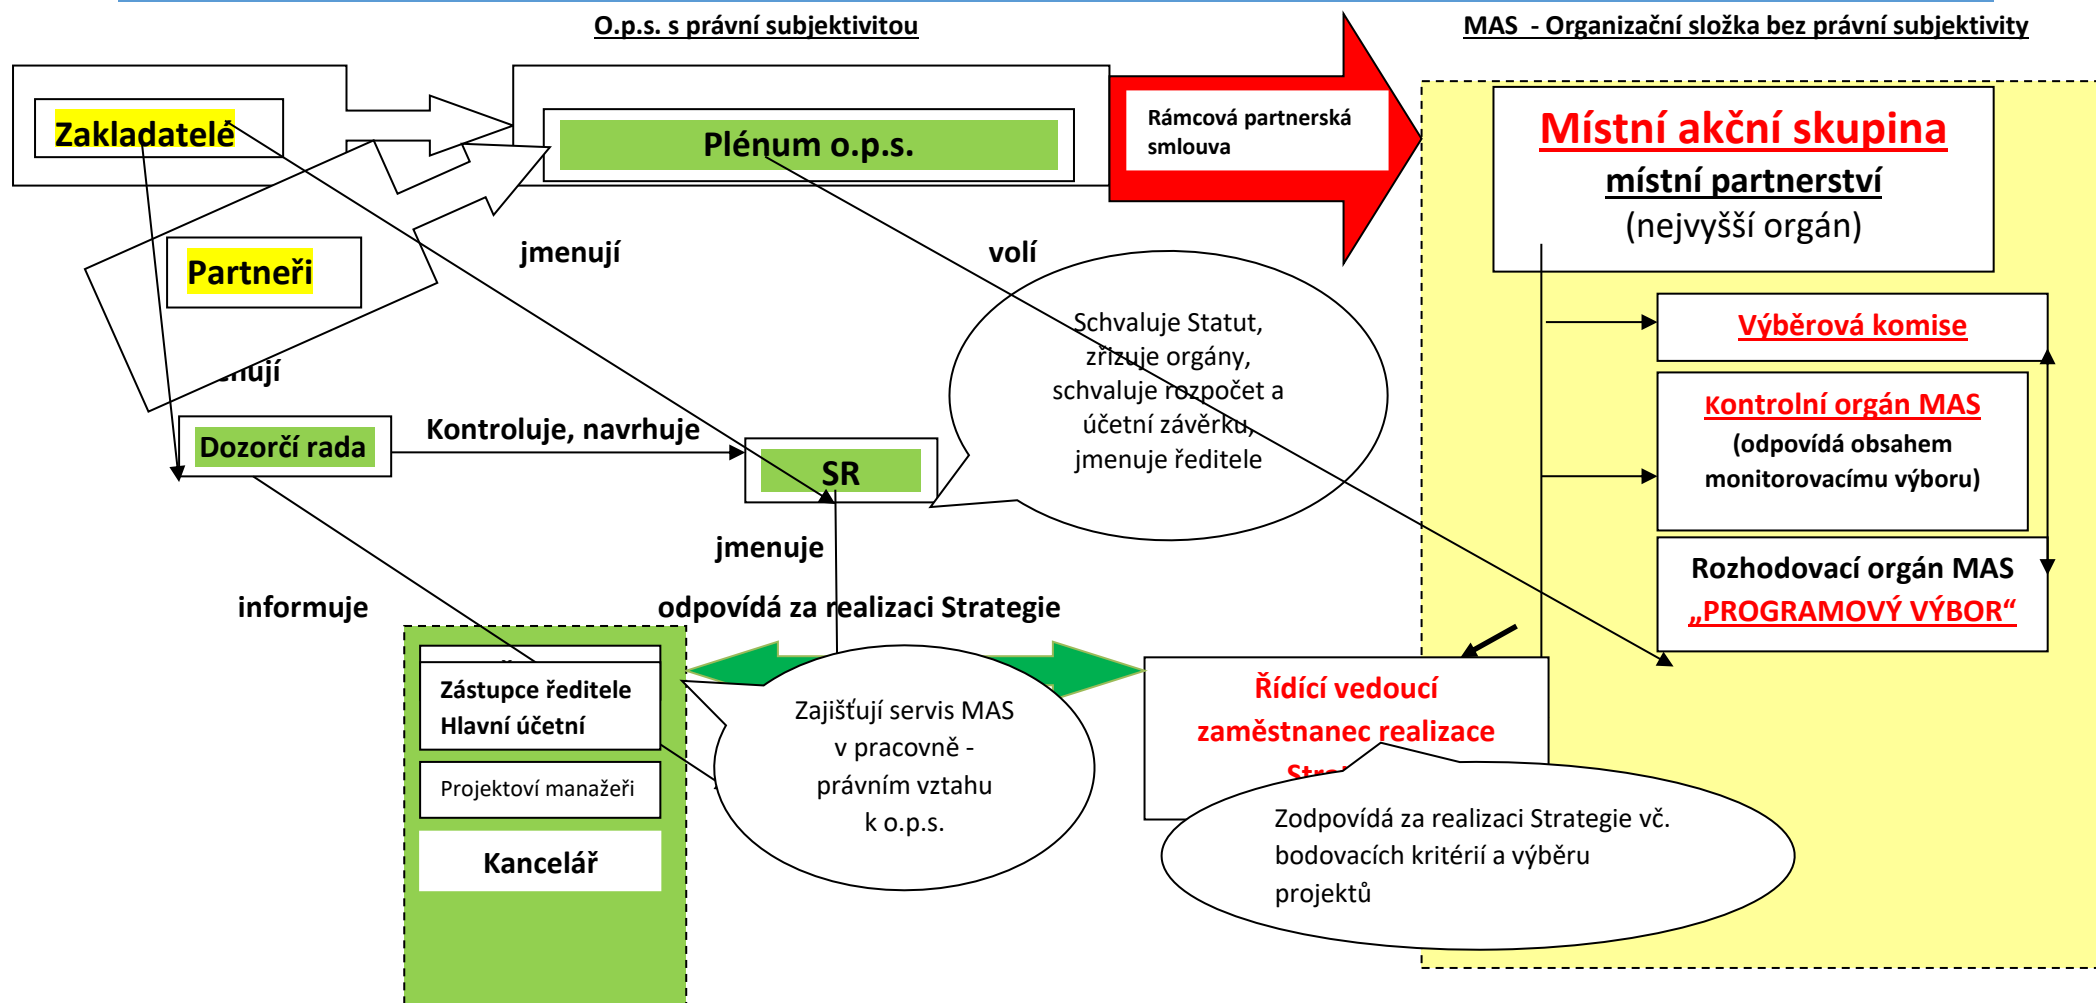 O.p.s. s právní subjektivitou
MAS - Organizační složka bez právní subjektivity
Zakladatelé
Plénum o.p.s.
Rámcová partnerská
smlouva
Místní akční skupina
místní partnerství
(nejvyšší orgán)
Partneři
jmenují
volí
Schvaluje Statut,
zřizuje orgány,
schvaluje rozpočet a
účetní závěrku,
jmenuje ředitele
Výběrová komise
Kontrolní orgán MAS
(odpovídá obsahem
monitorovacímu výboru)
Dozorčí rada
Kontroluje, navrhuje
SR
jmenuje
Rozhodovací orgán MAS
„PROGRAMOVÝ VÝBOR“
informuje
odpovídá za realizaci Strategie
Zástupce ředitele
Hlavní účetní
Projektoví manažeři
Kancelář
Zajišťují servis MAS
v pracovně -
právním vztahu
k o.p.s.
Řídící vedoucí
zaměstnanec realizace
Zodpovídá za realizaci Strategie vč.
bodovacích kritérií a výběru
projektů